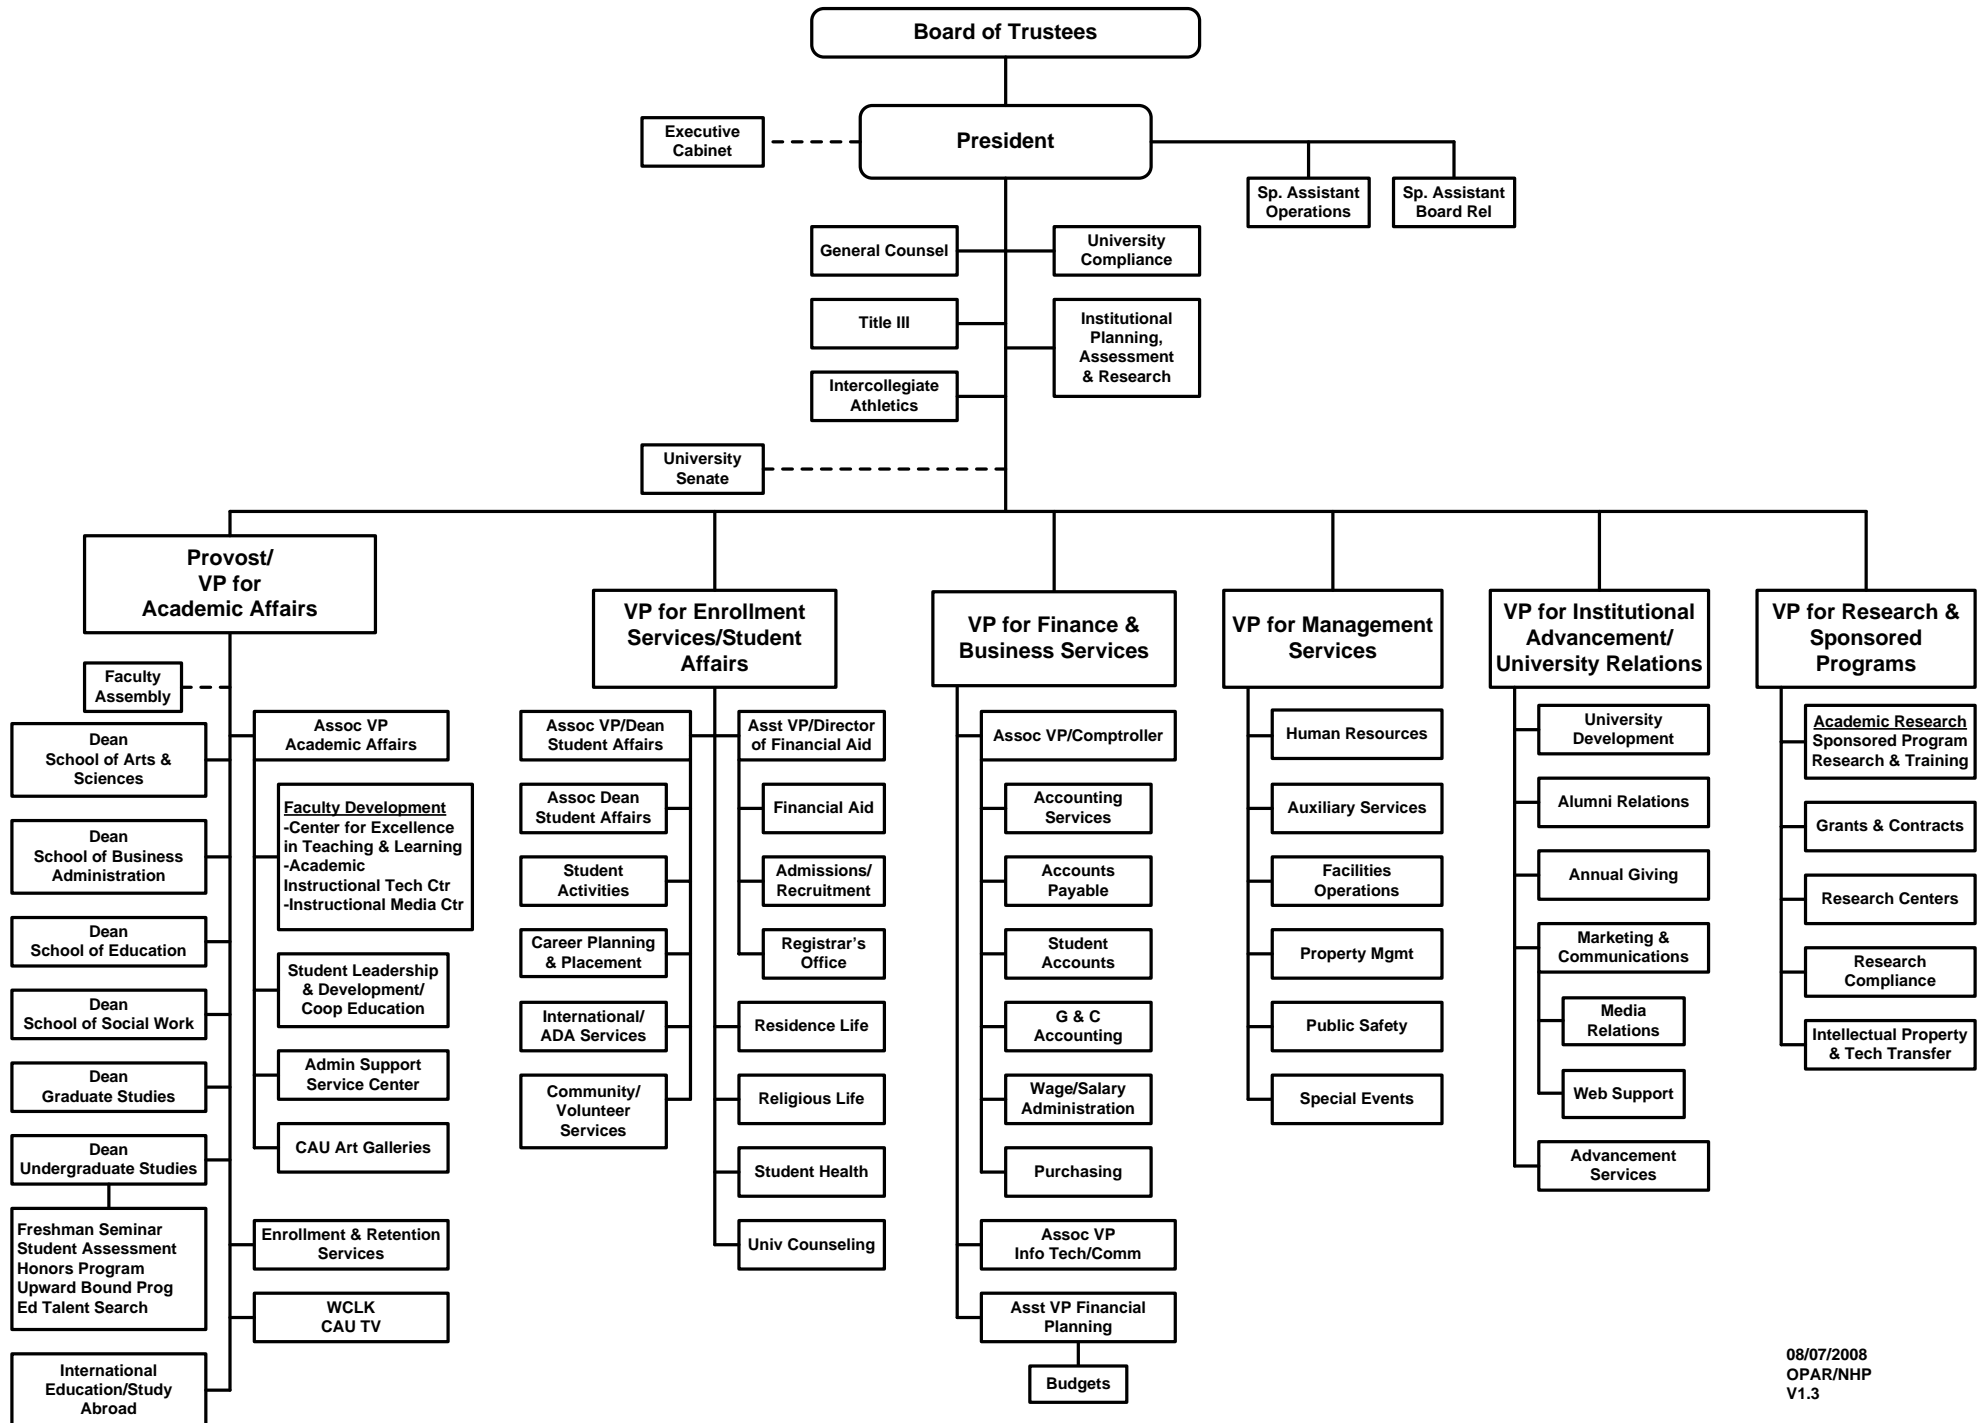 Board of Trustees
Executive
Cabinet
President
Sp. Assistant
Operations
Sp. Assistant
Board Rel
General Counsel
University
Compliance
Title III
Institutional
Planning,
Assessment
& Research
Intercollegiate
Athletics
University
Senate
Provost/
VP for
Academic Affairs
Faculty
Assembly
Dean
School of Arts &
Sciences
Dean
School of Business
Administration
Dean
School of Education
Dean
School of Social Work
Dean
Graduate Studies
Dean
Undergraduate Studies
Freshman Seminar
Student Assessment
Honors Program
Upward Bound Prog
Ed Talent Search
International
Education/Study
Abroad
Assoc VP
Academic Affairs
Faculty Development
-Center for Excellence
in Teaching & Learning
-Academic
Instructional Tech Ctr
-Instructional Media Ctr
Student Leadership
& Development/
Coop Education
Admin Support
Service Center
CAU Art Galleries
Enrollment & Retention
Services
WCLK
CAU TV
VP for Enrollment
Services/Student
Affairs
Assoc VP/Dean
Student Affairs
Assoc Dean
Student Affairs
Student
Activities
Career Planning
& Placement
International/
ADA Services
Community/
Volunteer
Services
Asst VP/Director
of Financial Aid
Financial Aid
Admissions/
Recruitment
Registrar's
Office
Residence Life
Religious Life
Student Health
Univ Counseling
VP for Finance &
Business Services
Assoc VP/Comptroller
Accounting
Services
Accounts
Payable
Student
Accounts
G & C
Accounting
Wage/Salary
Administration
Purchasing
Assoc VP
Info Tech/Comm
Asst VP Financial
Planning
Budgets
VP for Management
Services
Human Resources
Auxiliary Services
Facilities
Operations
Property Mgmt
Public Safety
Special Events
VP for Institutional
Advancement/
University Relations
University
Development
Alumni Relations
Annual Giving
Marketing &
Communications
Media
Relations
Web Support
Advancement
Services
VP for Research &
Sponsored
Programs
Academic Research
Sponsored Program
Research & Training
Grants & Contracts
Research Centers
Research
Compliance
Intellectual Property
& Tech Transfer
08/07/2008
OPAR/NHP
V1.3